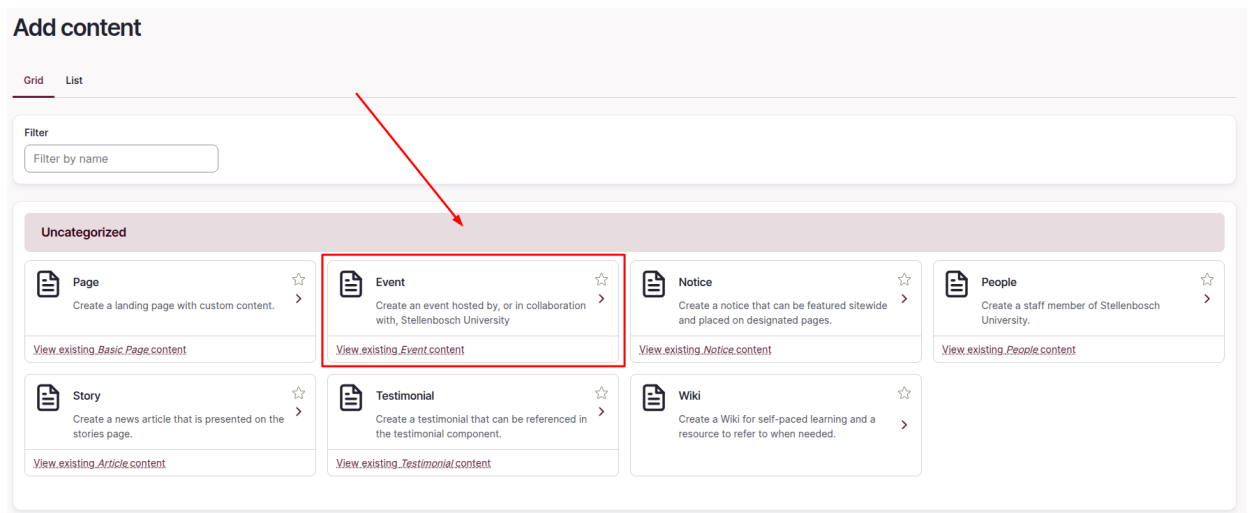 Add content
Grid List
Filter
Filter by name
Uncategorized
Page
Create a landing page with custom content.
View existing Basic Page content
Event
Create an event hosted by, or in collaboration
with, Stellenbosch University
View existing Event content
Notice
Create a notice that can be featured sitewide
and placed on designated pages.
View existing Notice content
People
Create a staff member of Stellenbosch
University.
View existing People content
Story
Create a news article that is presented on the
stories page.
View existing Article content
Testimonial
Create a testimonial that can be referenced in
the testimonial component.
View existing Testimonial content
Wiki
Create a Wiki for self-paced learning and a
resource to refer to when needed.